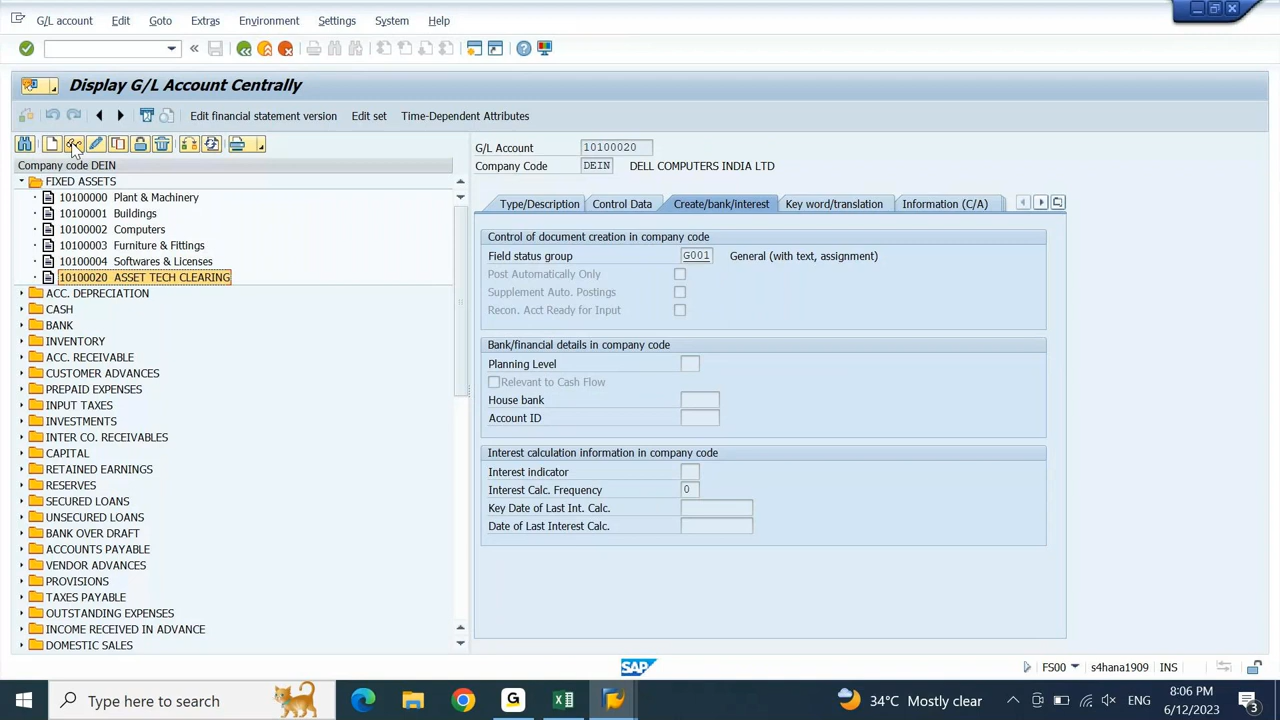 G/L account Edit Goto Extras Environment Settings System Help
Display G/L Account Centrally
Edit financial statement version Edit set Time-Dependent Attributes
Company code DEIN
FIXED ASSETS
10100000 Plant & Machinery
10100001 Buildings
10100002 Computers
10100003 Furniture & Fittings
10100004 Softwares & Licenses
10100020 ASSET TECH CLEARING
ACC. DEPRECIATION
CASH
BANK
INVENTORY
ACC. RECEIVABLE
CUSTOMER ADVANCES
PREPAID EXPENSES
INPUT TAXES
INVESTMENTS
INTER CO. RECEIVABLES
CAPITAL
RETAINED EARNINGS
RESERVES
SECURED LOANS
UNSECURED LOANS
BANK OVER DRAFT
ACCOUNTS PAYABLE
VENDOR ADVANCES
PROVISIONS
TAXES PAYABLE
OUTSTANDING EXPENSES
INCOME RECEIVED IN ADVANCE
DOMESTIC SALES
G/L Account 10100020
Company Code DEIN DELL COMPUTERS INDIA LTD
Type/Description Control Data Create/bank/interest Key word/translation Information (C/A)
Control of document creation in company code
Field status group G001 General (with text, assignment)
Post Automatically Only
Supplement Auto. Postings
Recon. Acct Ready for Input
Bank/financial details in company code
Planning Level
Relevant to Cash Flow
House bank
Account ID
Interest calculation information in company code
Interest indicator
Interest Calc. Frequency 0
Key Date of Last Int. Calc.
Date of Last Interest Calc.
SAP
FS00 s4hana1909 INS
Type here to search
34°C Mostly clear
ENG
8:06 PM
6/12/2023
3